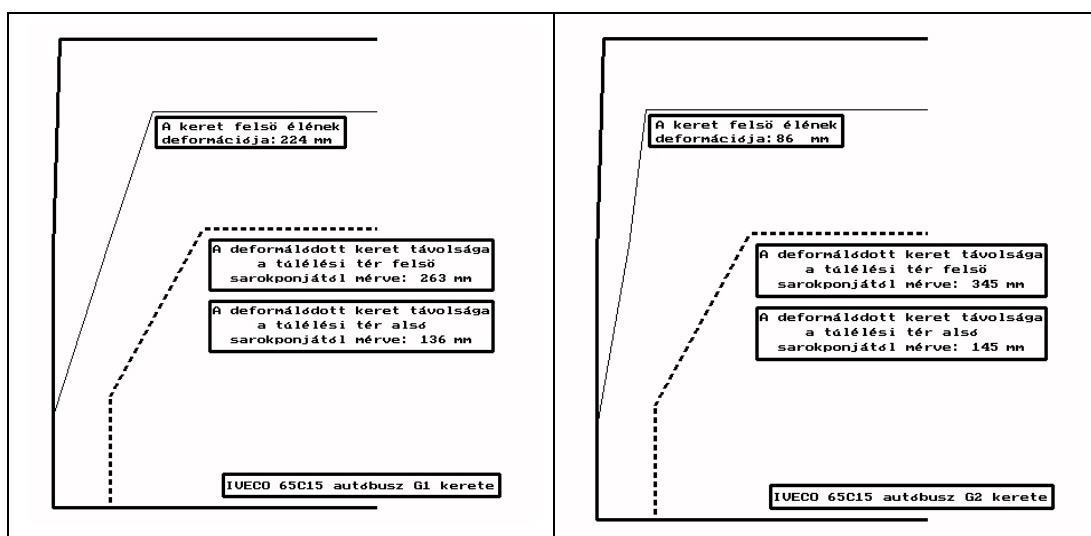 A keret felsö élének
deformációja: 224 mm
A deformálódott keret távolsága
a túlélési tér felsö
sarokponjától mérve: 263 mm
A deformálódott keret távolsága
a túlélési tér alsó
sarokponjától mérve: 136 mm
IVECO 65C15 autóbusz G1 kerete
A keret felsö élének
deformációja: 86 mm
A deformálódott keret távolsága
a túlélési tér felsö
sarokponjától mérve: 345 mm
A deformálódott keret távolsága
a túlélési tér alsó
sarokponjától mérve: 145 mm
IVECO 65C15 autóbusz G2 kerete